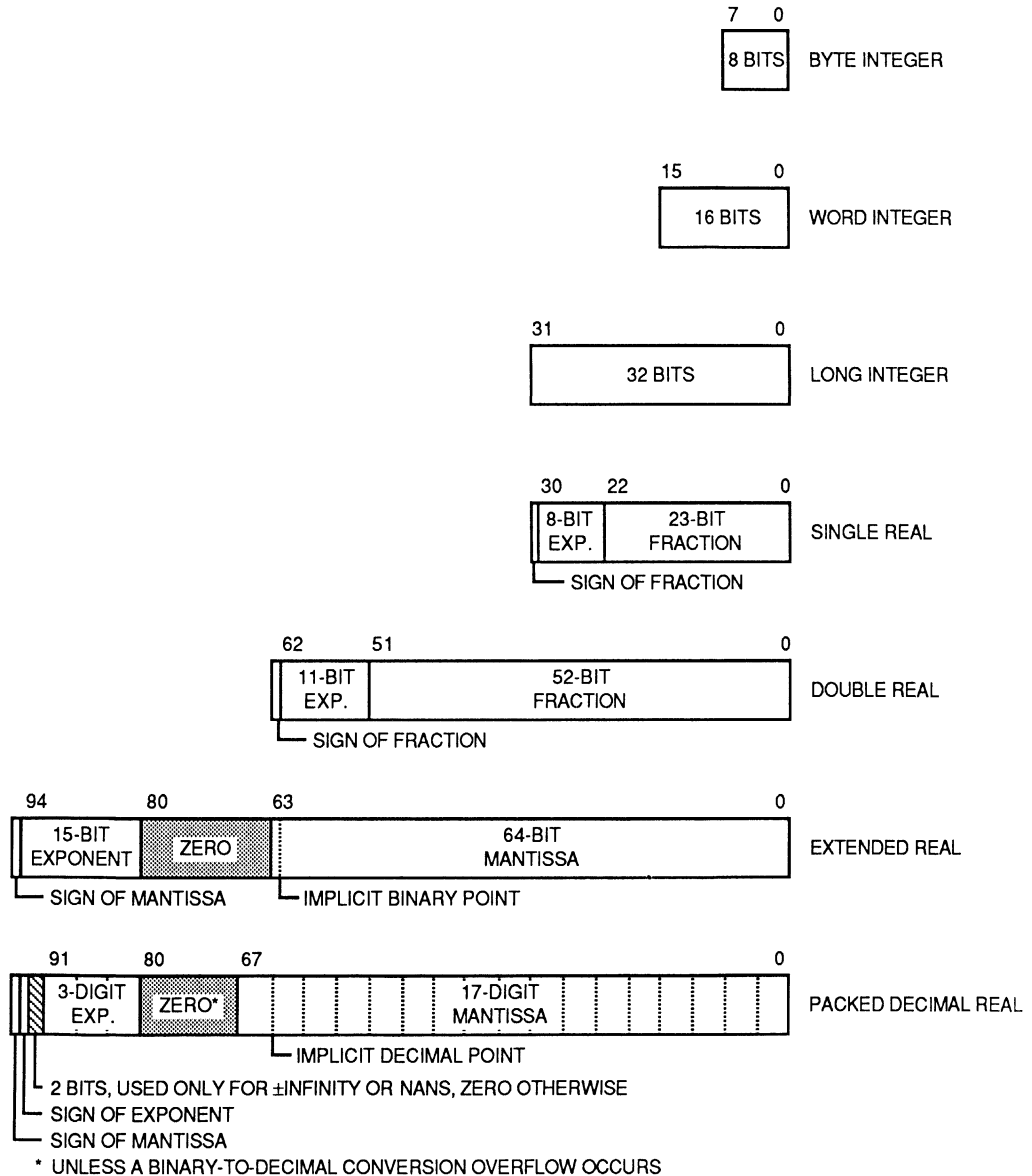 7 0
8 BITS BYTE INTEGER
15 0
16 BITS WORD INTEGER
31 0
32 BITS LONG INTEGER
30 22 0
8-BIT EXP. 23-BIT FRACTION SINGLE REAL
SIGN OF FRACTION
62 51 0
11-BIT EXP. 52-BIT FRACTION DOUBLE REAL
SIGN OF FRACTION
94 80 63 0
15-BIT EXPONENT ZERO 64-BIT MANTISSA EXTENDED REAL
SIGN OF MANTISSA IMPLICIT BINARY POINT
91 80 67 0
3-DIGIT EXP. ZERO* 17-DIGIT MANTISSA PACKED DECIMAL REAL
IMPLICIT DECIMAL POINT
2 BITS, USED ONLY FOR ±INFINITY OR NANS, ZERO OTHERWISE
SIGN OF EXPONENT
SIGN OF MANTISSA
* UNLESS A BINARY-TO-DECIMAL CONVERSION OVERFLOW OCCURS